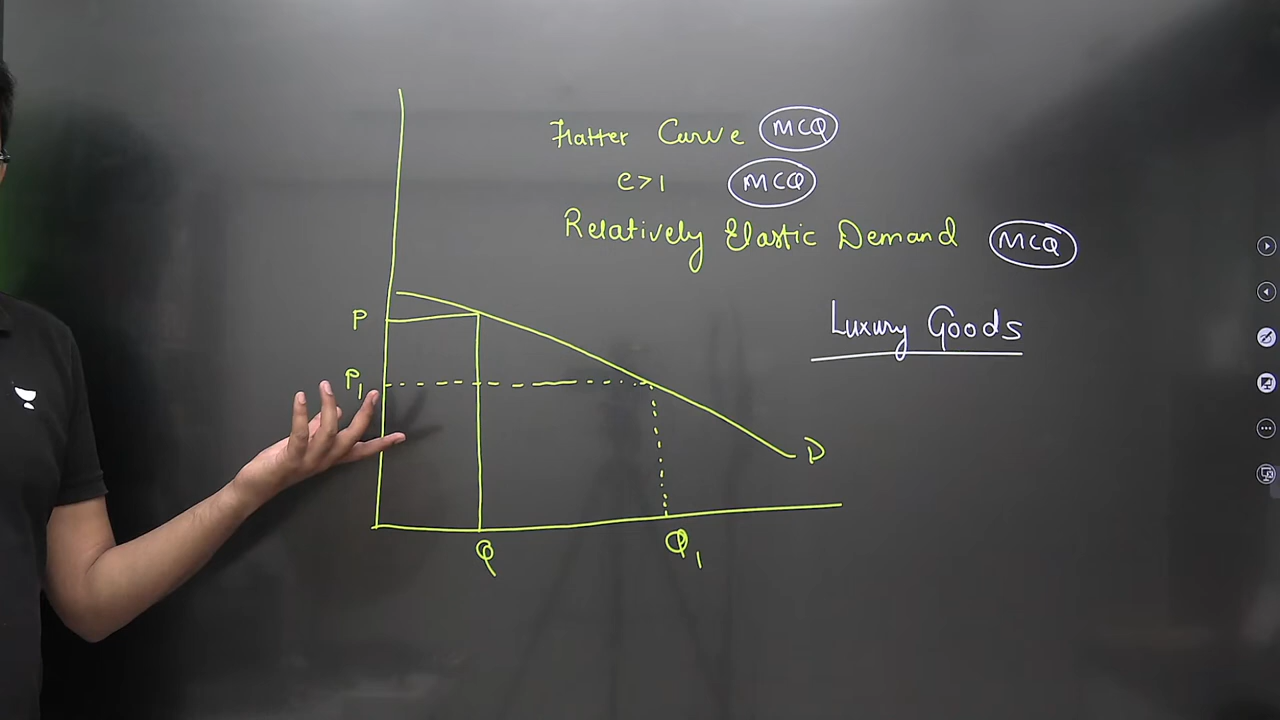 Flatter Curve MCQ
e>1 MCQ
Relatively Elastic Demand MCQ
Luxury Goods
P
P1
D
Q
Q1